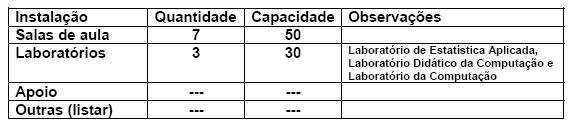 Instalação Quantidade Capacidade Observações
Salas de aula 7 50
Laboratórios 3 30 Laboratório de Estatística Aplicada,
Laboratório Didático da Computação e
Laboratório da Computação
Apoio --- ---
Outras (listar) --- ---